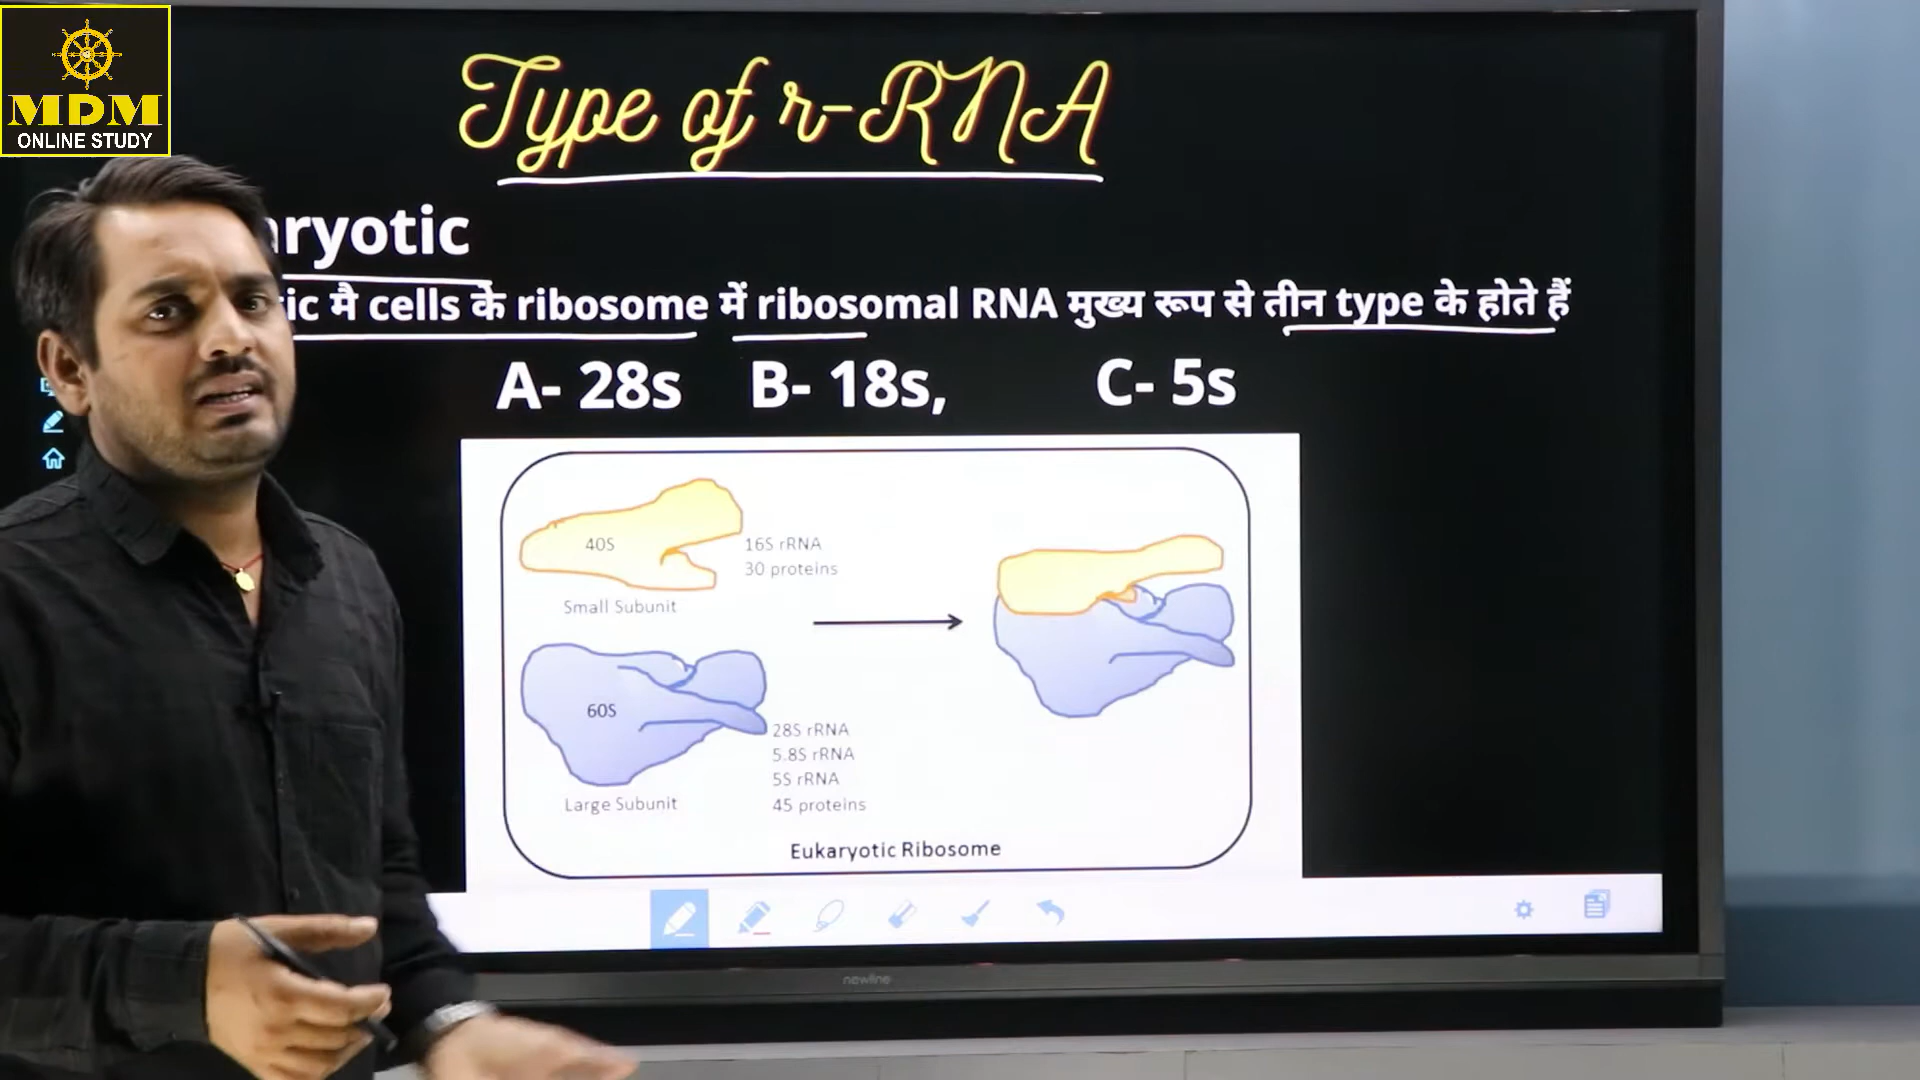 MDM
ONLINE STUDY
Type of r-RNA
aryotic
ic मै cells के ribosome में ribosomal RNA मुख्य रूप से तीन type के होते हैं
A- 28s B- 18s, C- 5s
40S
16S rRNA
30 proteins
Small Subunit
60S
28S rRNA
5.8S rRNA
5S rRNA
45 proteins
Large Subunit
Eukaryotic Ribosome
newline